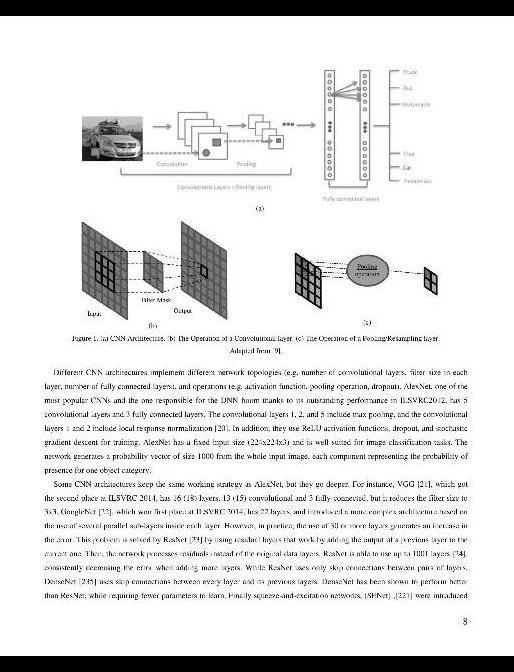 Truck
Bus
Motorcycle
Convolution
Pooling
Tree
Car
Pedestrian
Convolutional Layers + Pooling layers
Fully connected layers
(a)
Pooling
operation
Filter Mask
Input
Output
(b)
(c)
Figure 1. (a) CNN Architecture. (b) The Operation of a Convolutional layer. (c) The Operation of a Pooling/Resampling layer.
Adapted from [9].
Different CNN architectures implement different network topologies (e.g. number of convolutional layers, filter size in each
layer, number of fully connected layers), and operations (e.g. activation function, pooling operation, dropout). AlexNet, one of the
most popular CNNs and the one responsible for the DNN boom thanks to its outstanding performance in ILSVRC2012, has 5
convolutional layers and 3 fully connected layers. The convolutional layers 1, 2, and 5 include max pooling, and the convolutional
layers 1 and 2 include local response normalization [20]. In addition, they use ReLU activation functions, dropout, and stochastic
gradient descent for training. AlexNet has a fixed input size (224x224x3) and is well suited for image classification tasks. The
network generates a probability vector of size 1000 from the whole input image, each component representing the probability of
presence for one object category.
Some CNN architectures keep the same working strategy as AlexNet, but they go deeper. For instance, VGG [21], which got
the second place at ILSVRC 2014, has 16 (18) layers, 13 (15) convolutional and 3 fully-connected, but it reduces the filter size to
3x3. GoogleNet [22], which won first place at ILSVRC 2014, has 22 layers, and introduced a more complex architecture based on
the use of several parallel sub-layers inside each layer. However, in practice, the use of 30 or more layers generates an increase in
the error. This problem is solved by ResNet [23] by using residual layers that work by adding the output of a previous layer to the
current one. Then, the network processes residuals instead of the original data layers. ResNet is able to use up to 1001 layers [24],
consistently decreasing the error when adding more layers. While ResNet uses only skip connections between pairs of layers,
DenseNet [235] uses skip connections between every layer and its previous layers. DenseNet has been shown to perform better
than ResNet, while requiring fewer parameters to learn. Finally squeeze-and-excitation networks, (SENet) ,[221] were introduced
8